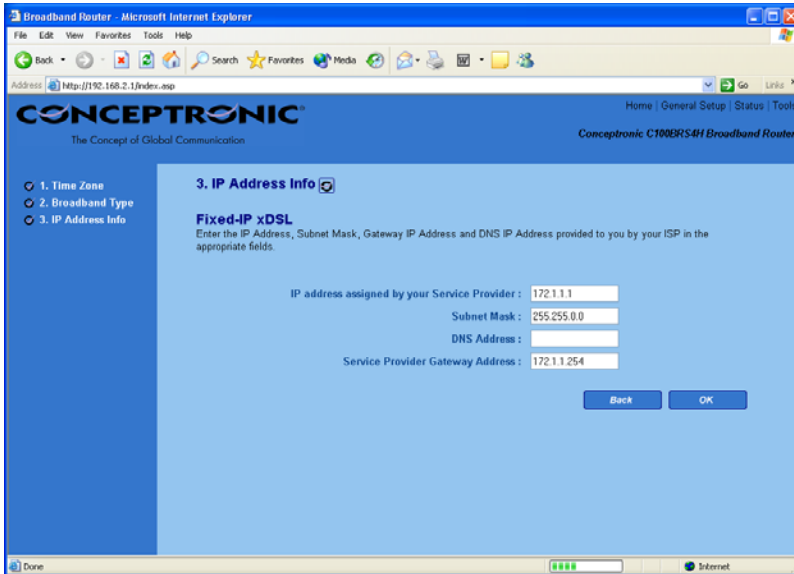 Broadband Router - Microsoft Internet Explorer
File Edit View Favorites Tools Help
Back Search Favorites Media
Address http://192.168.2.1/index.asp Go Links
CONCEPTRONIC
The Concept of Global Communication
Home | General Setup | Status | Tools
Conceptronic C100BRS4H Broadband Router
1. Time Zone
2. Broadband Type
3. IP Address Info
3. IP Address Info
Fixed-IP xDSL
Enter the IP Address, Subnet Mask, Gateway IP Address and DNS IP Address provided to you by your ISP in the
appropriate fields.
IP address assigned by your Service Provider : 172.1.1.1
Subnet Mask : 255.255.0.0
DNS Address :
Service Provider Gateway Address : 172.1.1.254
Back OK
Done Internet